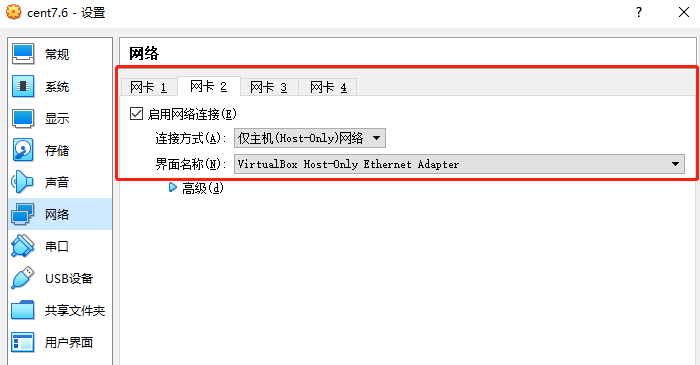 cent7.6 - 设置
常规
系统
显示
存储
声音
网络
串口
USB设备
共享文件夹
用户界面
网络
网卡 1 网卡 2 网卡 3 网卡 4
启用网络连接(E)
连接方式(A): 仅主机(Host-Only)网络
界面名称(N): VirtualBox Host-Only Ethernet Adapter
高级(d)